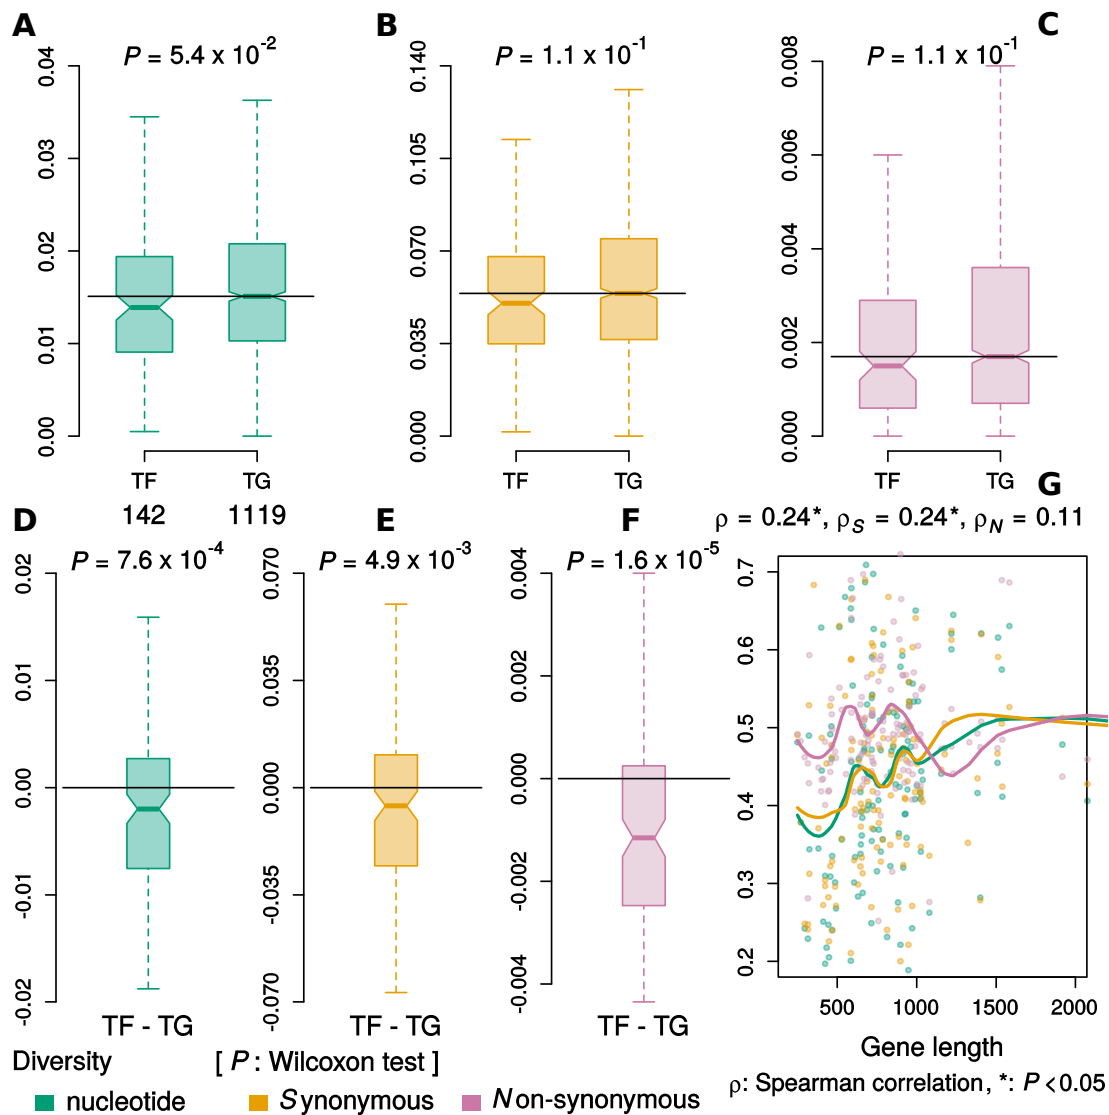 A
P = 5.4 x 10-2
0.04
0.03
0.02
0.01
0.00
TF TG
142 1119
B
P = 1.1 x 10-1
0.140
0.105
0.070
0.035
0.000
TF TG
C
P = 1.1 x 10-1
0.008
0.006
0.004
0.002
0.000
TF TG
D
P = 7.6 x 10-4
0.02
0.01
0.00
-0.01
-0.02
TF - TG
E
P = 4.9 x 10-3
0.070
0.035
0.000
-0.035
-0.070
TF - TG
F
P = 1.6 x 10-5
0.004
0.002
0.000
-0.002
-0.004
TF - TG
G
ρ = 0.24*, ρS = 0.24*, ρN = 0.11
0.7
0.6
0.5
0.4
0.3
0.2
500 1000 1500 2000
Gene length
ρ: Spearman correlation, *: P < 0.05
Diversity [ P : Wilcoxon test ]
nucleotide Synonymous Non-synonymous